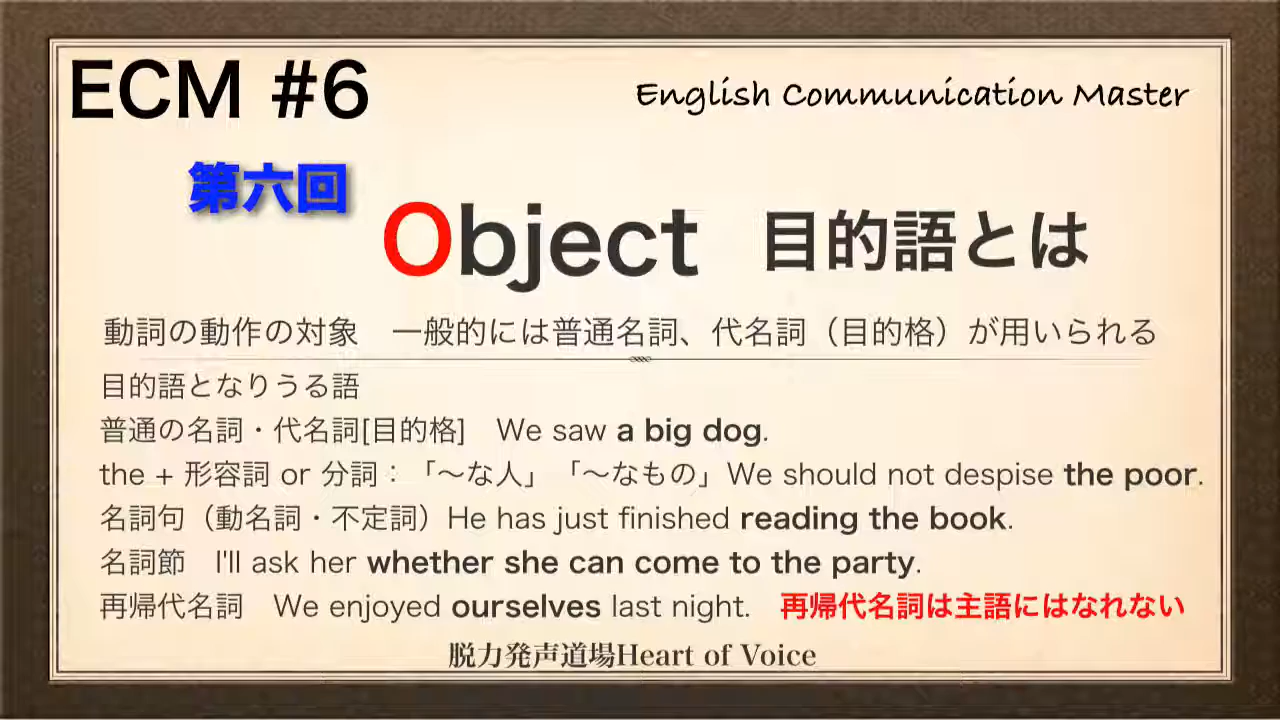 ECM #6
English Communication Master
第六回
Object 目的語とは
動詞の動作の対象　一般的には普通名詞、代名詞（目的格）が用いられる
目的語となりうる語
普通の名詞・代名詞[目的格]　We saw a big dog.
the + 形容詞 or 分詞：「〜な人」「〜なもの」We should not despise the poor.
名詞句（動名詞・不定詞）He has just finished reading the book.
名詞節　I'll ask her whether she can come to the party.
再帰代名詞　We enjoyed ourselves last night.　再帰代名詞は主語にはなれない
脱力発声道場Heart of Voice